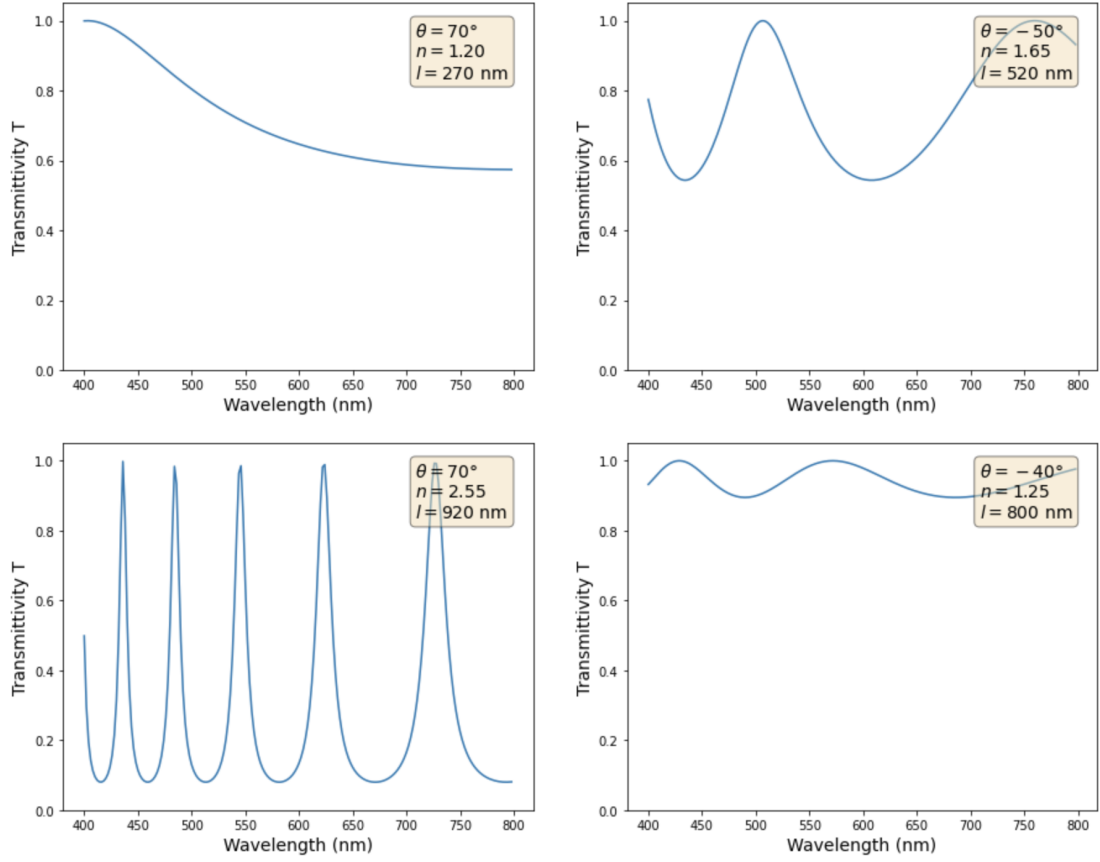 1.0
0.8
0.6
0.4
0.2
0.0
Transmittivity T
θ = 70°
n = 1.20
l = 270 nm
400 450 500 550 600 650 700 750 800
Wavelength (nm)
1.0
0.8
0.6
0.4
0.2
0.0
Transmittivity T
θ = −50°
n = 1.65
l = 520 nm
400 450 500 550 600 650 700 750 800
Wavelength (nm)
1.0
0.8
0.6
0.4
0.2
0.0
Transmittivity T
θ = 70°
n = 2.55
l = 920 nm
400 450 500 550 600 650 700 750 800
Wavelength (nm)
1.0
0.8
0.6
0.4
0.2
0.0
Transmittivity T
θ = −40°
n = 1.25
l = 800 nm
400 450 500 550 600 650 700 750 800
Wavelength (nm)